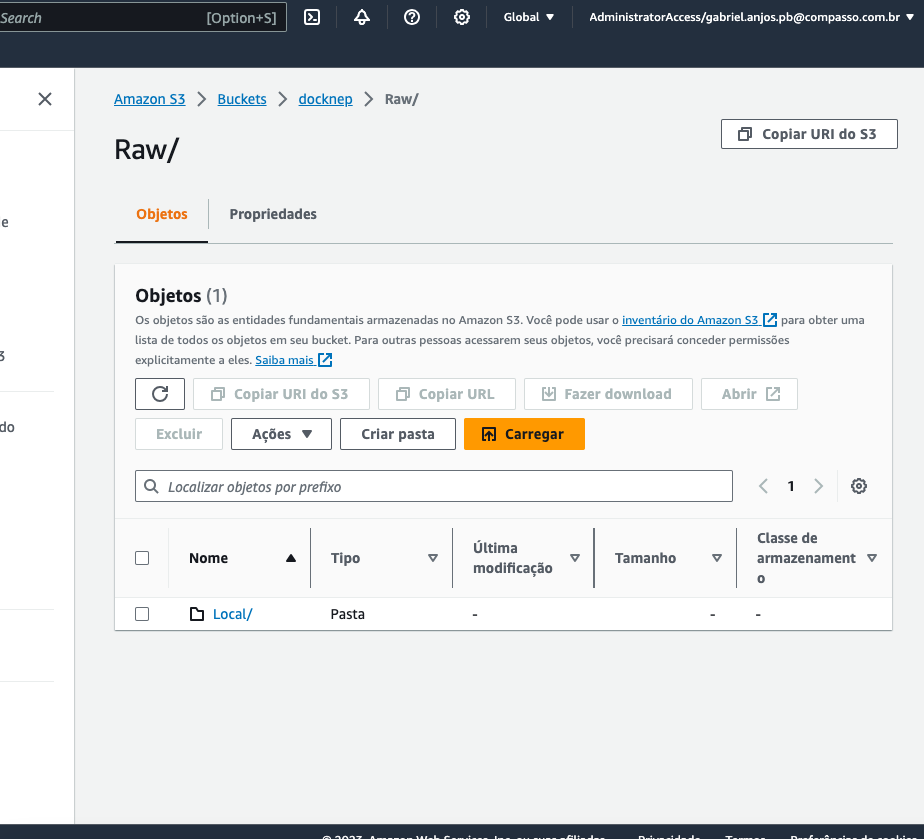 Search [Option+S] Global AdministratorAccess/gabriel.anjos.pb@compasso.com.br
Amazon S3 Buckets docknep Raw/
Raw/
Copiar URI do S3
Objetos Propriedades
e
3
do
Objetos (1)
Os objetos são as entidades fundamentais armazenadas no Amazon S3. Você pode usar o inventário do Amazon S3 para obter uma
lista de todos os objetos em seu bucket. Para outras pessoas acessarem seus objetos, você precisará conceder permissões
explicitamente a eles. Saiba mais
Copiar URI do S3 Copiar URL Fazer download Abrir
Excluir Ações Criar pasta Carregar
Localizar objetos por prefixo 1
Nome Tipo Última modificação Tamanho Classe de armazenamento
Local/ Pasta - - -
© 2023, Amazon Web Services, Inc. ou suas afiliadas. Privacidade Termos Preferências de cookies